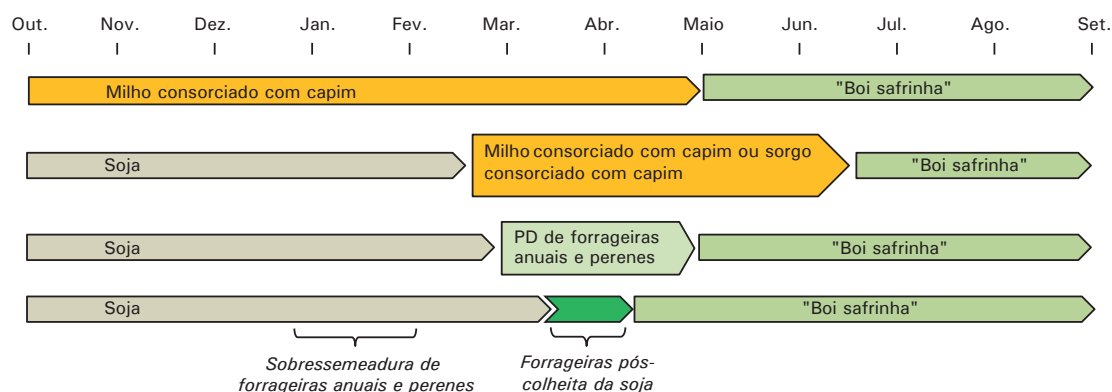 Out. Nov. Dez. Jan. Fev. Mar. Abr. Maio Jun. Jul. Ago. Set.
Milho consorciado com capim
"Boi safrinha"
Soja
Milho consorciado com capim ou sorgo
consorciado com capim
"Boi safrinha"
Soja
PD de forrageiras
anuais e perenes
"Boi safrinha"
Soja
"Boi safrinha"
Sobressemeadura de
forrageiras anuais e perenes
Forrageiras pós-
colheita da soja